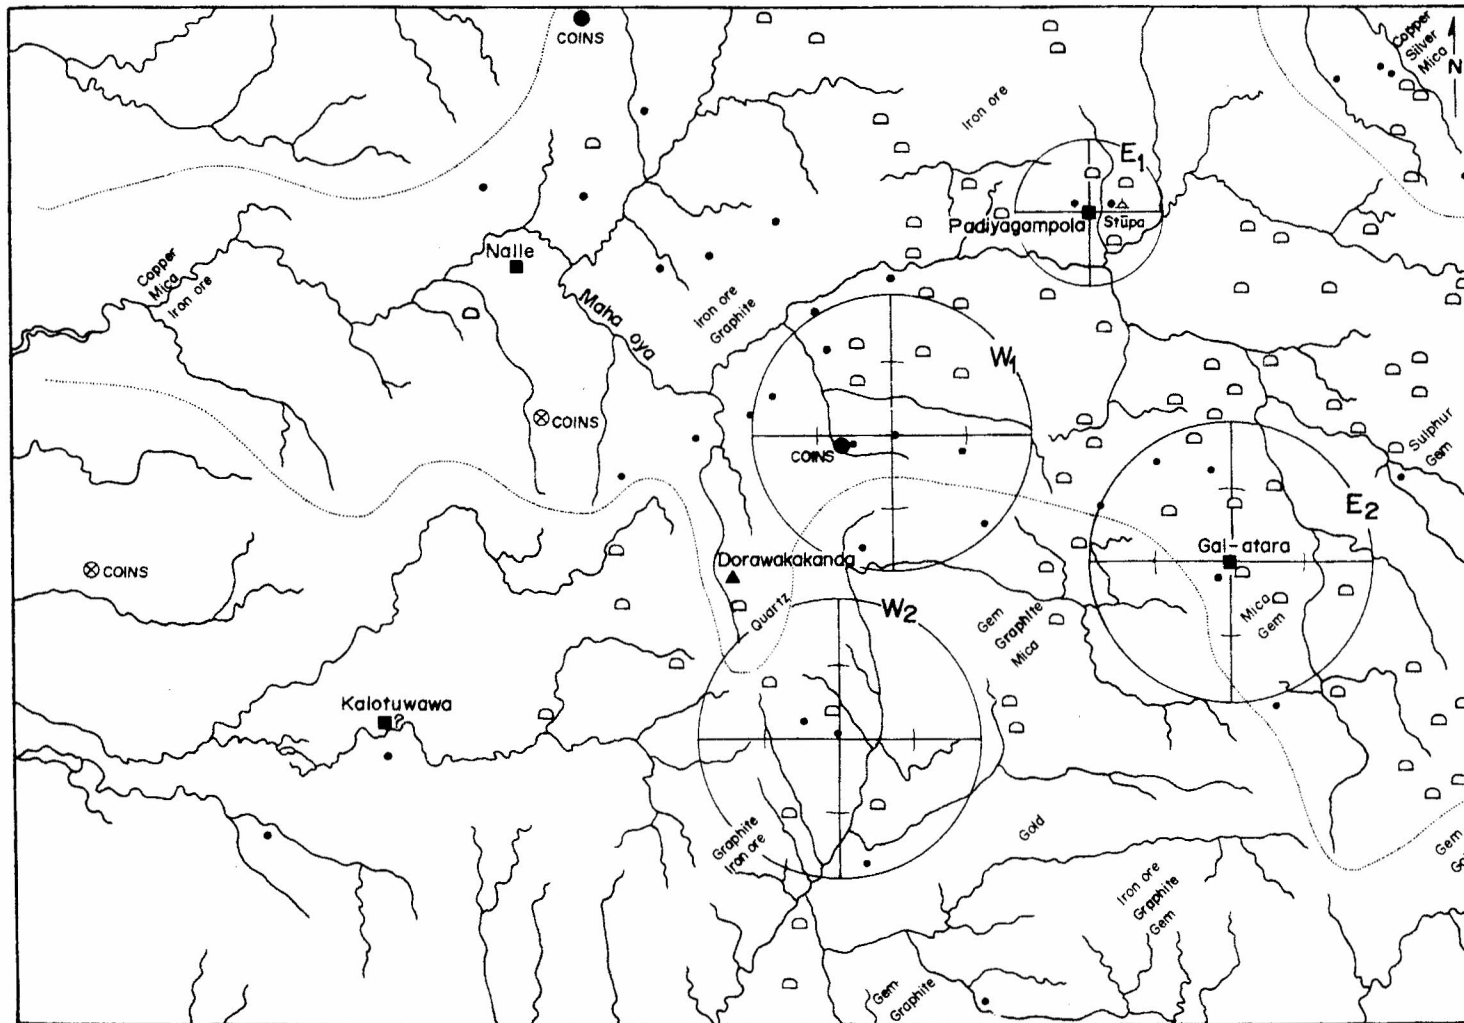 COINS
Copper
Silver
Mica
N
Iron ore
E1
Padiyagampola
Stūpa
Nalle
Copper
Mica
Iron ore
Maha oya
Iron ore
Graphite
W1
COINS
COINS
Sulphur
Gem
E2
Gal-atara
COINS
Dorawakakanda
Quartz
W2
Gem
Graphite
Mica
Mica
Gem
Kalotuwawa
?
Graphite
Iron ore
Gold
Gem
Iron ore
Graphite
Gem
Gem
Graphite